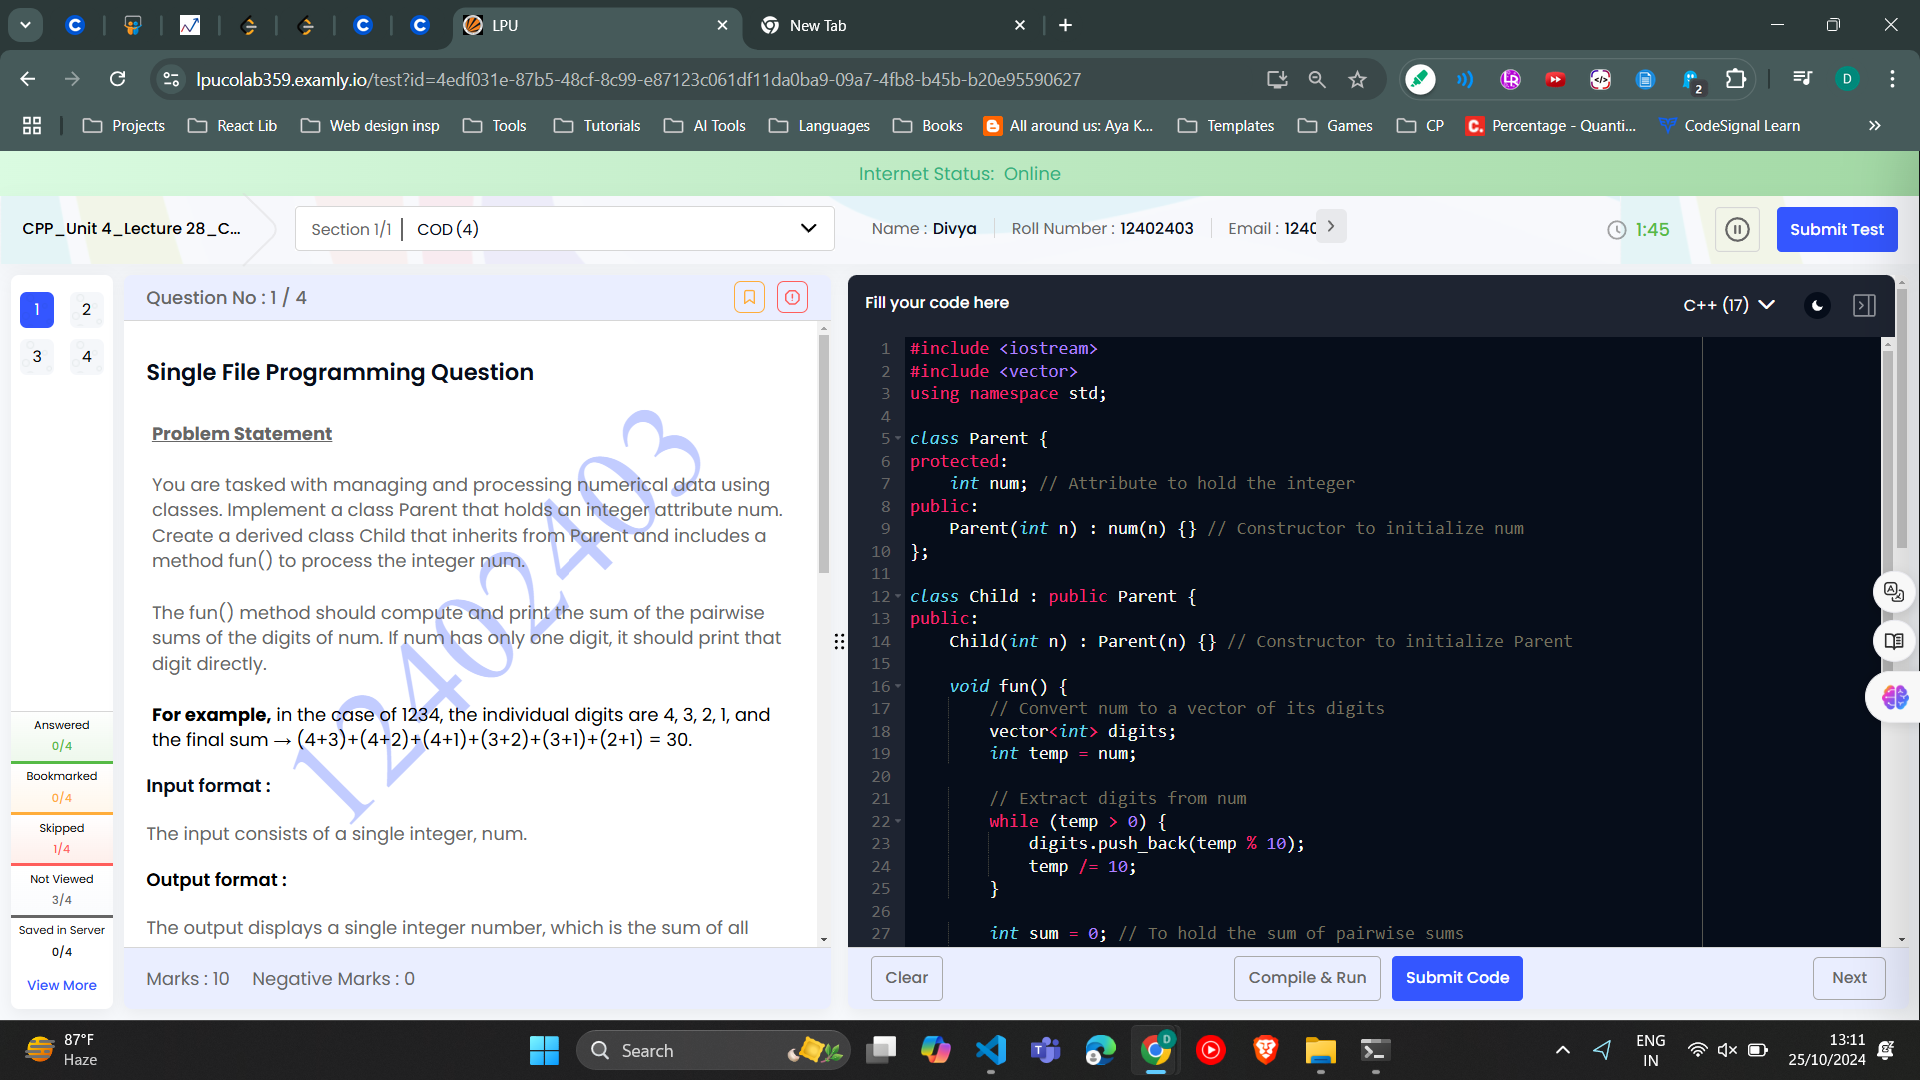 LPU
New Tab
lpucolab359.examly.io/test?id=4edf031e-87b5-48cf-8c99-e87123c061df11da0ba9-09a7-4fb8-b45b-b20e95590627
2
D
Projects
React Lib
Web design insp
Tools
Tutorials
AI Tools
Languages
Books
All around us: Aya K...
Templates
Games
CP
Percentage - Quanti...
CodeSignal Learn
Internet Status: Online
CPP_Unit 4_Lecture 28_C...
Section 1/1 | COD (4)
Name : Divya
Roll Number : 12402403
Email : 1240
1:45
Submit Test
1
2
3
4
Answered
0/4
Bookmarked
0/4
Skipped
1/4
Not Viewed
3/4
Saved in Server
0/4
View More
Question No : 1 / 4
Single File Programming Question
Problem Statement
You are tasked with managing and processing numerical data using
classes. Implement a class Parent that holds an integer attribute num.
Create a derived class Child that inherits from Parent and includes a
method fun() to process the integer num.
The fun() method should compute and print the sum of the pairwise
sums of the digits of num. If num has only one digit, it should print that
digit directly.
For example, in the case of 1234, the individual digits are 4, 3, 2, 1, and
the final sum → (4+3)+(4+2)+(4+1)+(3+2)+(3+1)+(2+1) = 30.
Input format :
The input consists of a single integer, num.
Output format :
The output displays a single integer number, which is the sum of all
12402403
Marks : 10 Negative Marks : 0
Fill your code here
C++ (17)
1 #include <iostream>
2 #include <vector>
3 using namespace std;
4
5 class Parent {
6 protected:
7     int num; // Attribute to hold the integer
8 public:
9     Parent(int n) : num(n) {} // Constructor to initialize num
10 };
11
12 class Child : public Parent {
13 public:
14     Child(int n) : Parent(n) {} // Constructor to initialize Parent
15
16     void fun() {
17         // Convert num to a vector of its digits
18         vector<int> digits;
19         int temp = num;
20
21         // Extract digits from num
22         while (temp > 0) {
23             digits.push_back(temp % 10);
24             temp /= 10;
25         }
26
27         int sum = 0; // To hold the sum of pairwise sums
Clear
Compile & Run
Submit Code
Next
87°F
Haze
Search
D
ENG
IN
13:11
25/10/2024